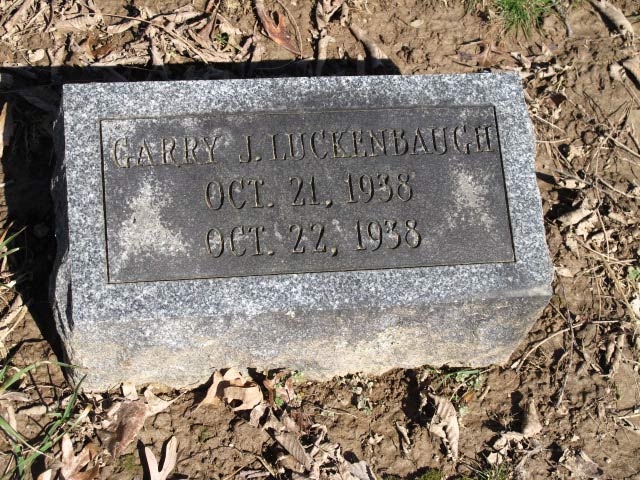 GARRY J. LUCKENBAUGH
OCT. 21, 1938
OCT. 22, 1938